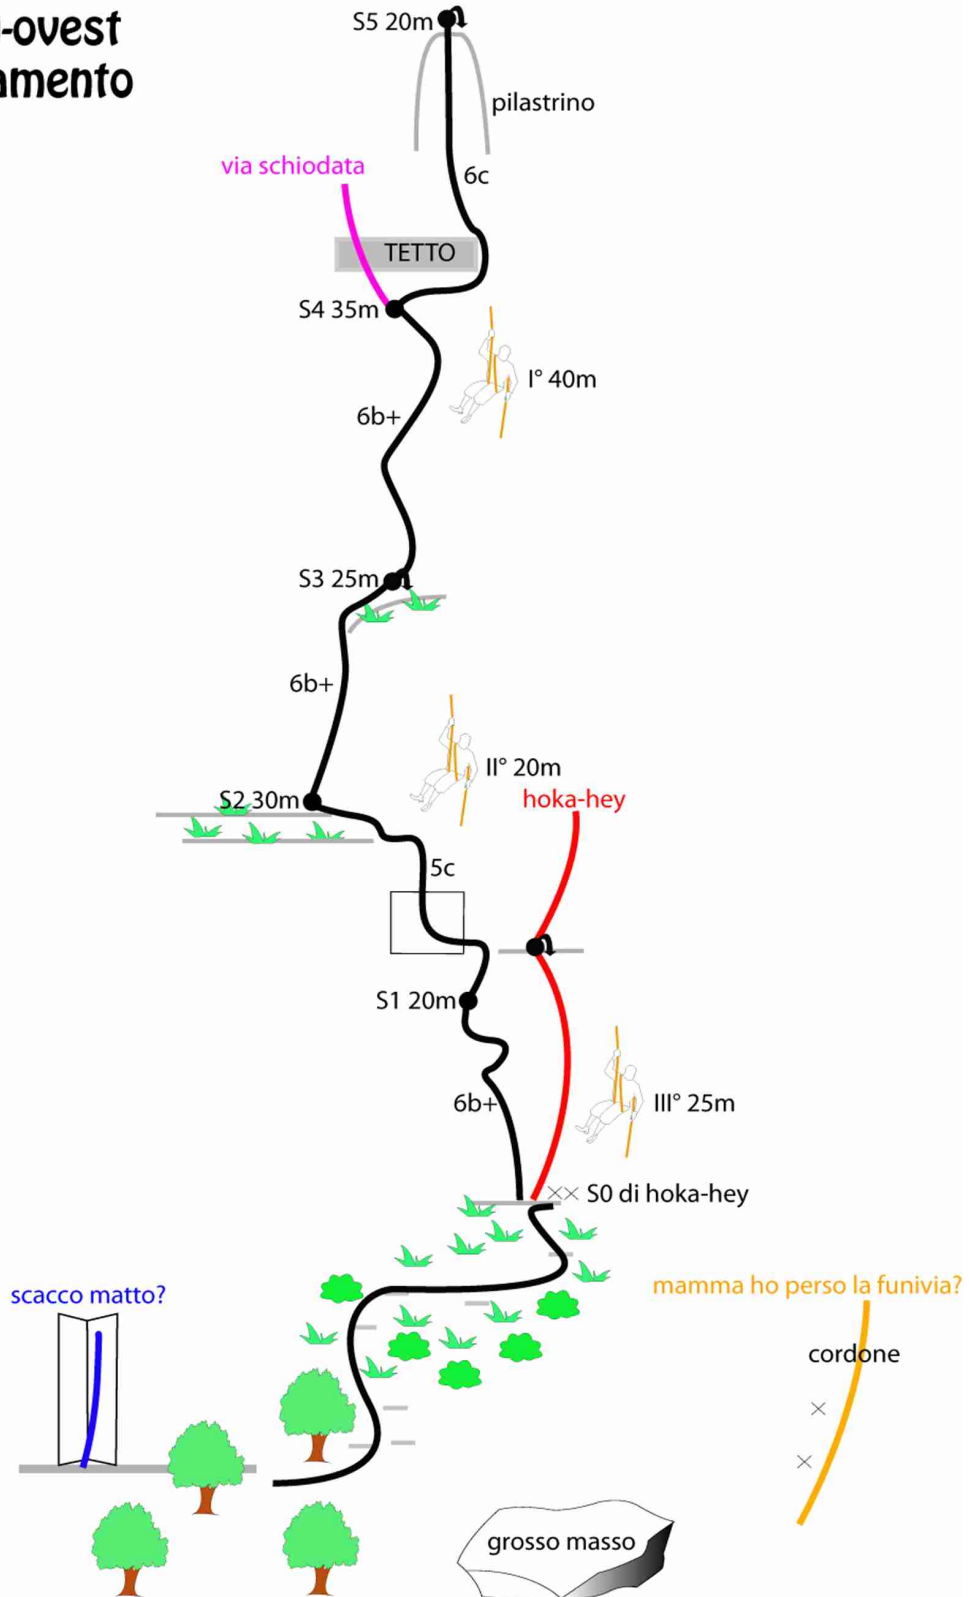 -ovest
amento
S5 20m
pilastrino
via schiodata
6c
TETTO
S4 35m
I° 40m
6b+
S3 25m
6b+
II° 20m
hoka-hey
S2 30m
5c
S1 20m
6b+
III° 25m
S0 di hoka-hey
scacco matto?
mamma ho perso la funivia?
cordone
grosso masso